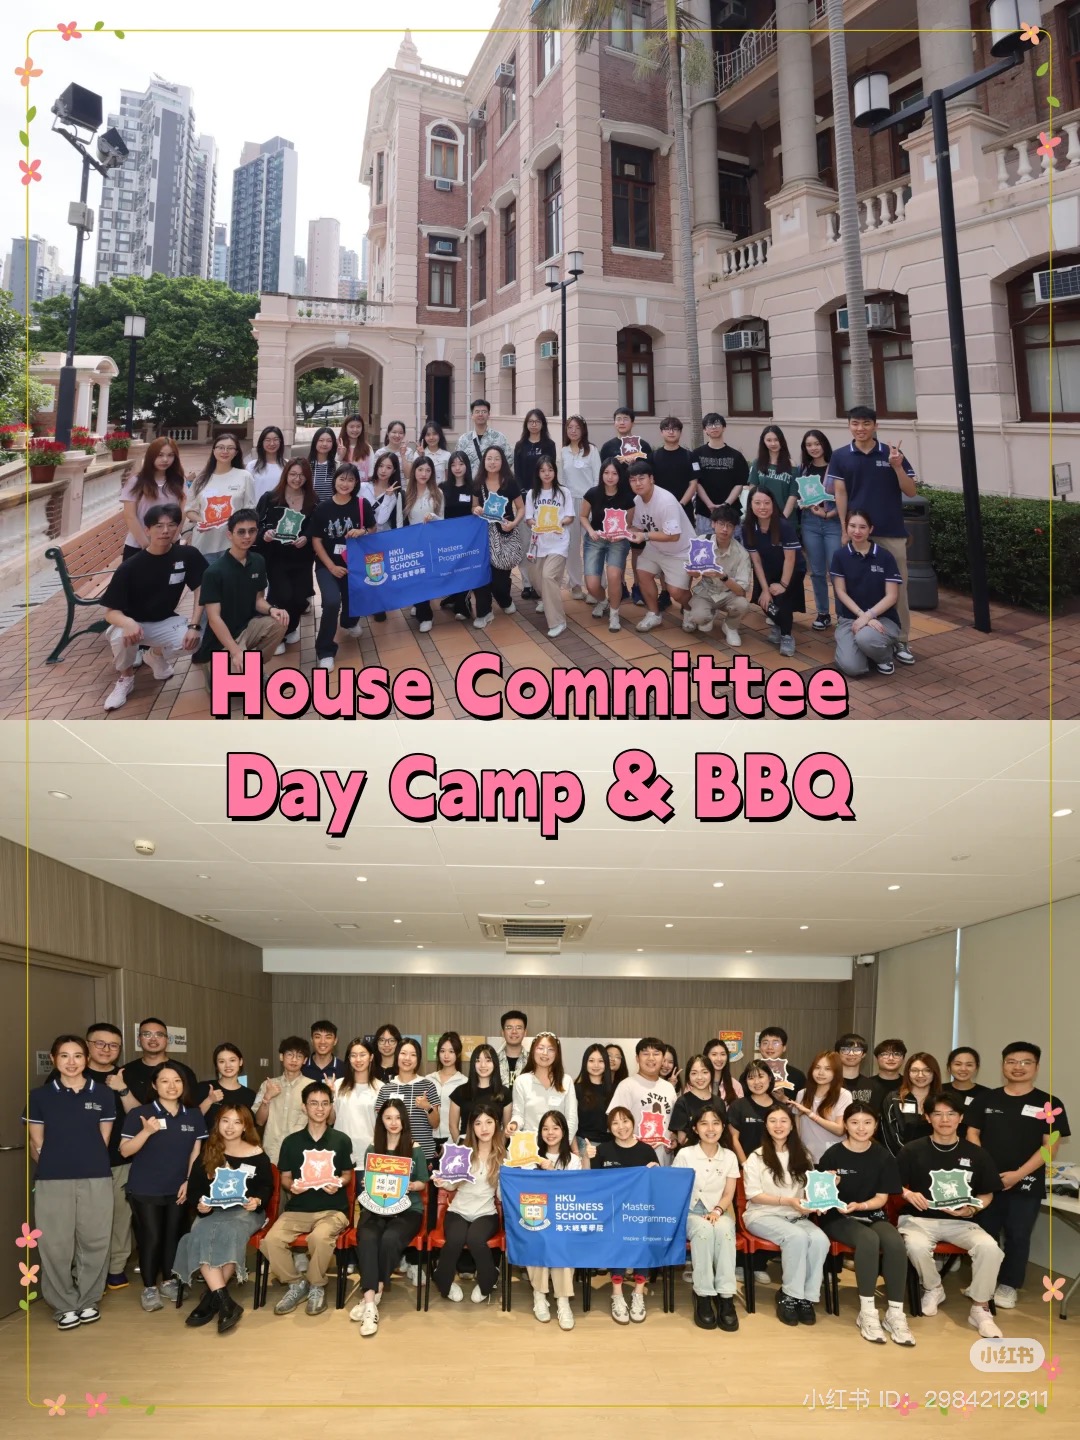 HKU
BUSINESS
SCHOOL
港大經管學院
Masters
Programmes
House Committee
Day Camp & BBQ
HKU
BUSINESS
SCHOOL
港大經管學院
Masters
Programmes
小红书
小红书 ID: 2984212811